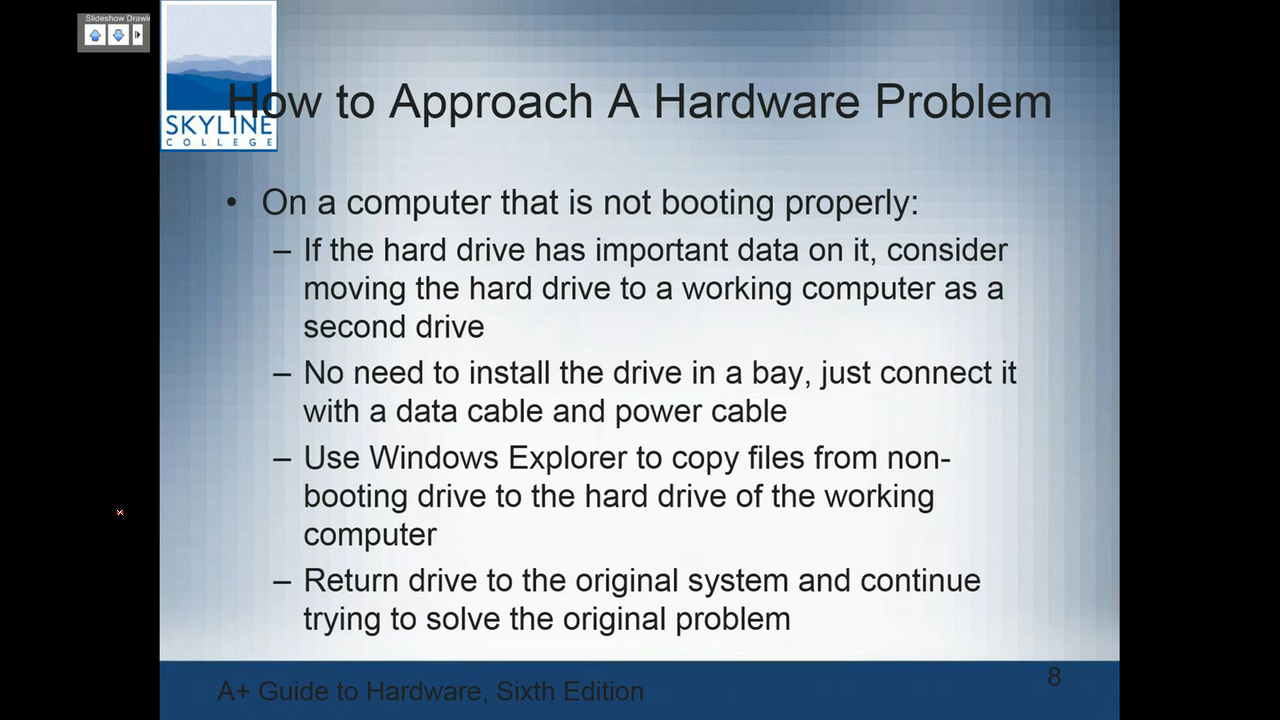 Slideshow Drawi
SKYLINE
COLLEGE
How to Approach A Hardware Problem
• On a computer that is not booting properly:
– If the hard drive has important data on it, consider
moving the hard drive to a working computer as a
second drive
– No need to install the drive in a bay, just connect it
with a data cable and power cable
– Use Windows Explorer to copy files from non-
booting drive to the hard drive of the working
computer
– Return drive to the original system and continue
trying to solve the original problem
8
A+ Guide to Hardware, Sixth Edition